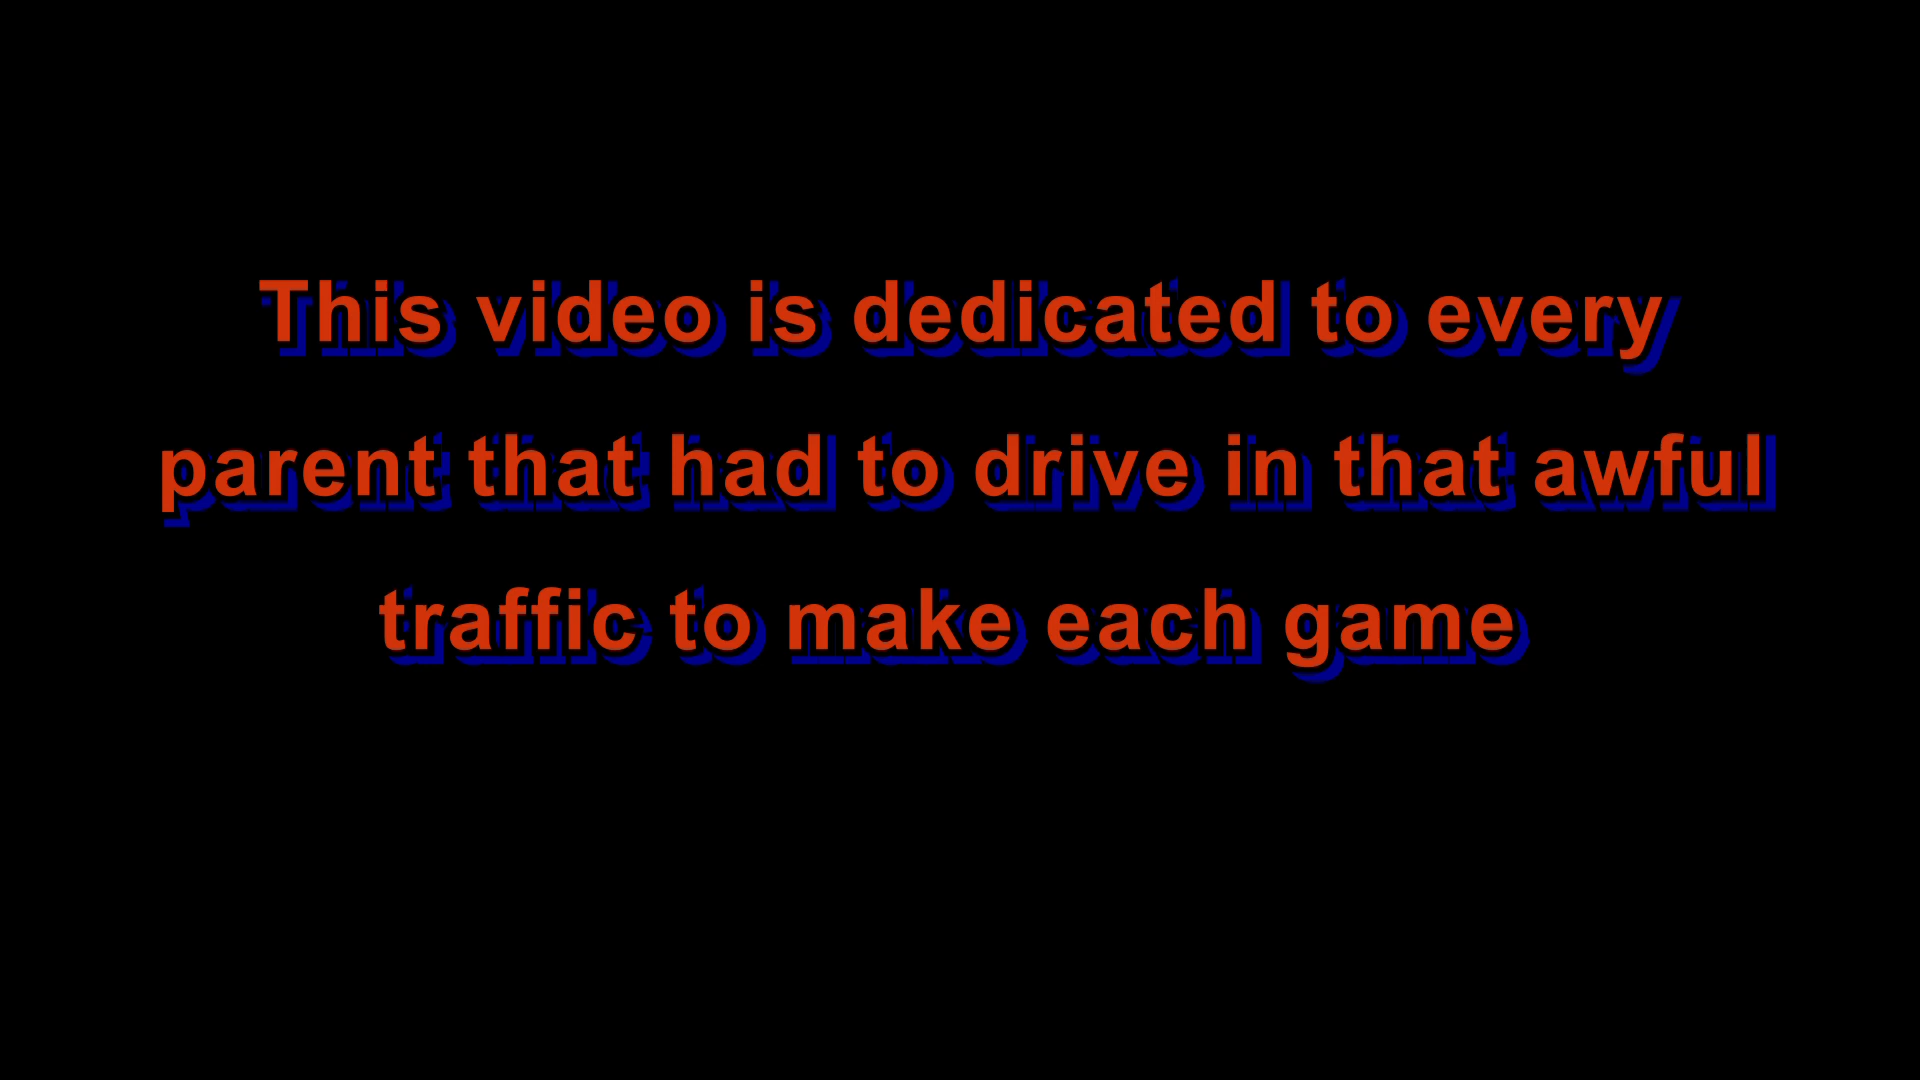 This video is dedicated to every
parent that had to drive in that awful
traffic to make each game